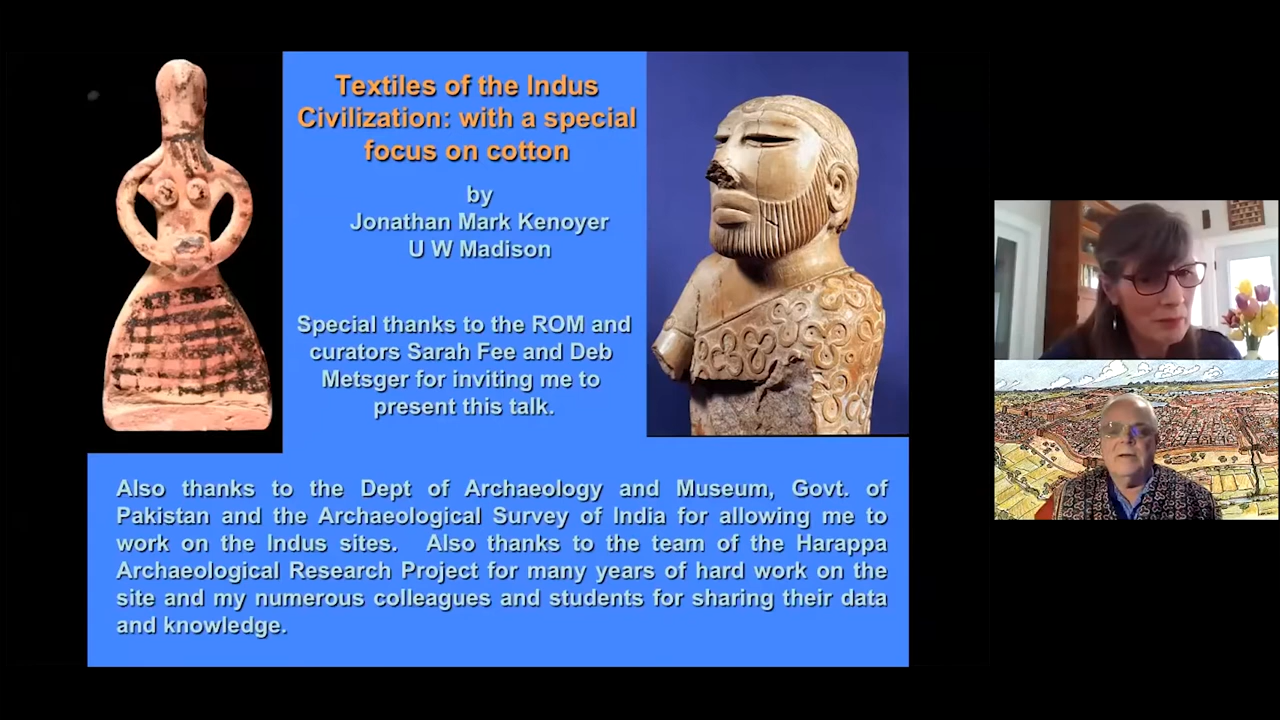 Textiles of the Indus
Civilization: with a special
focus on cotton
by
Jonathan Mark Kenoyer
U W Madison
Special thanks to the ROM and
curators Sarah Fee and Deb
Metsger for inviting me to
present this talk.
Also thanks to the Dept of Archaeology and Museum, Govt. of
Pakistan and the Archaeological Survey of India for allowing me to
work on the Indus sites. Also thanks to the team of the Harappa
Archaeological Research Project for many years of hard work on the
site and my numerous colleagues and students for sharing their data
and knowledge.